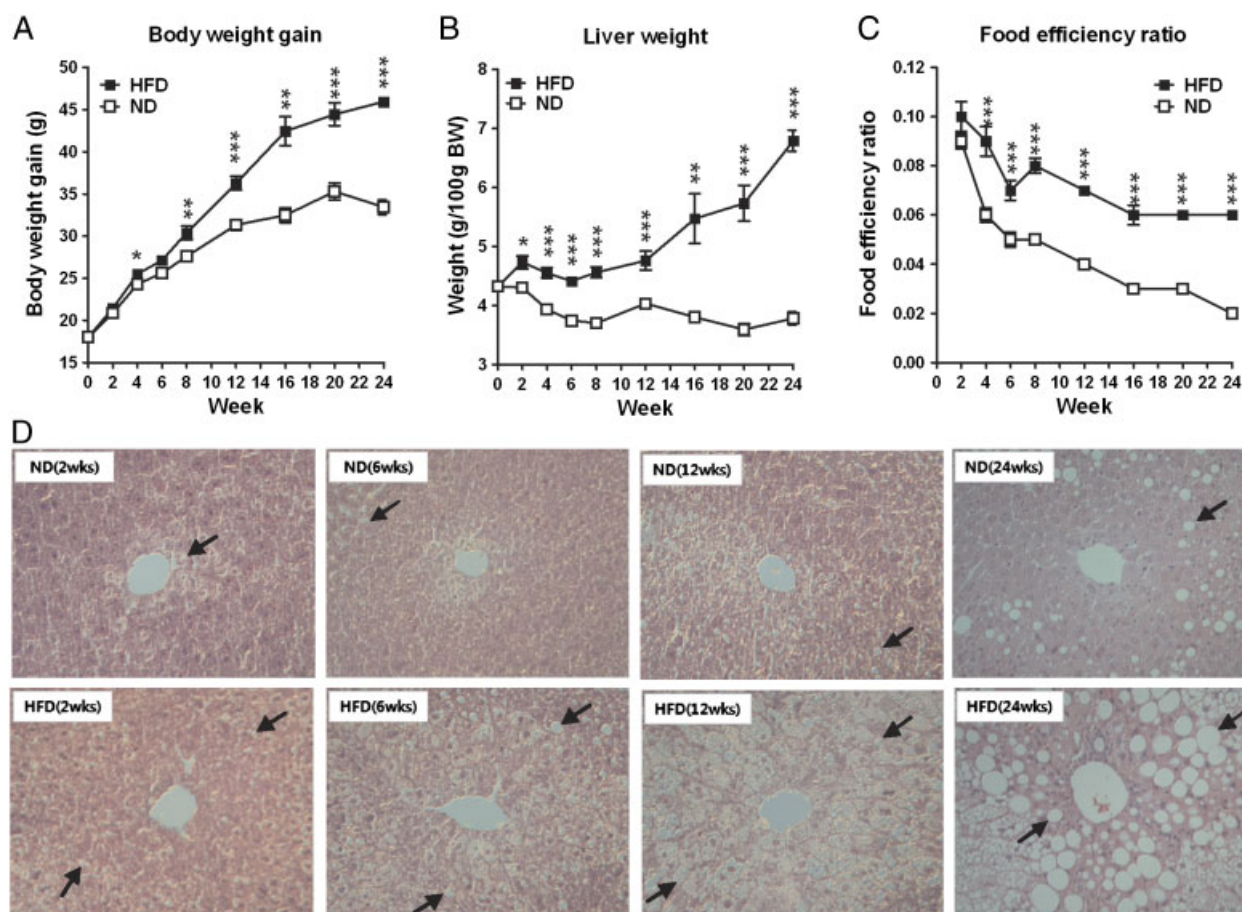 A
Body weight gain
Body weight gain (g)
50
45
40
35
30
25
20
15
HFD
ND
*
**
***
**
***
***
0 2 4 6 8 10 12 14 16 18 20 22 24
Week
B
Liver weight
Weight (g/100g BW)
8
7
6
5
4
3
HFD
ND
*
***
***
***
***
**
***
***
0 2 4 6 8 10 12 14 16 18 20 22 24
Week
C
Food efficiency ratio
Food efficiency ratio
0.12
0.10
0.08
0.06
0.04
0.02
0.00
HFD
ND
***
***
***
***
***
***
***
0 2 4 6 8 10 12 14 16 18 20 22 24
Week
D
ND(2wks)
ND(6wks)
ND(12wks)
ND(24wks)
HFD(2wks)
HFD(6wks)
HFD(12wks)
HFD(24wks)